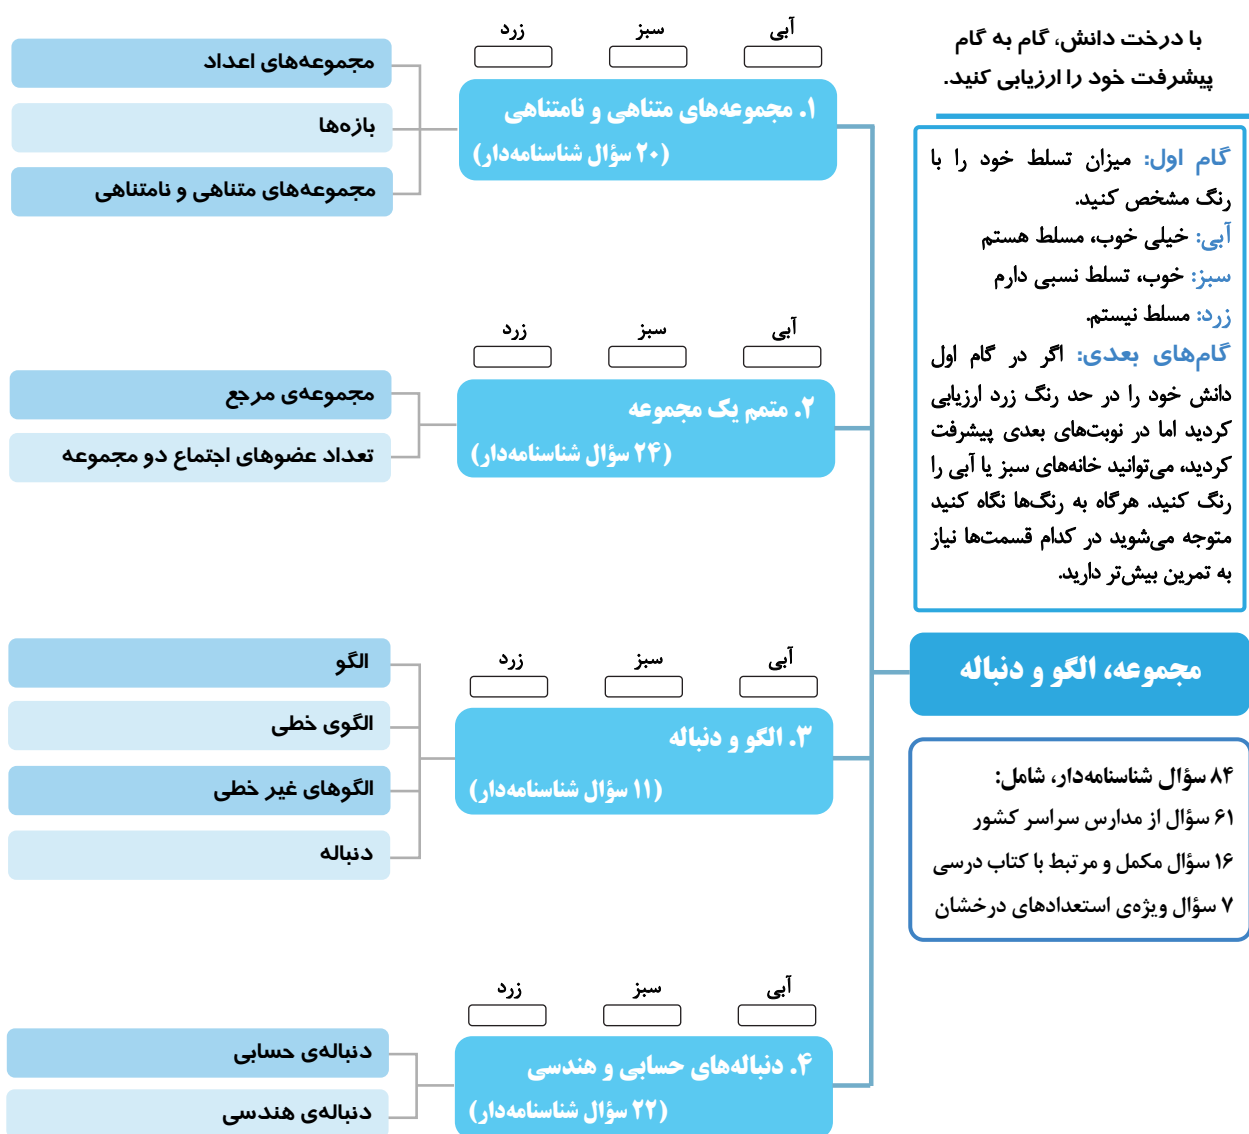 با درخت دانش، گام به گام
پیشرفت خود را ارزیابی کنید.
گام اول: میزان تسلط خود را با
رنگ مشخص کنید.
آبی: خیلی خوب، مسلط هستم
سبز: خوب، تسلط نسبی دارم
زرد: مسلط نیستم.
گام‌های بعدی: اگر در گام اول
دانش خود را در حد رنگ زرد ارزیابی
کردید اما در نوبت‌های بعدی پیشرفت
کردید، می‌توانید خانه‌های سبز یا آبی را
رنگ کنید. هرگاه به رنگ‌ها نگاه کنید
متوجه می‌شوید در کدام قسمت‌ها نیاز
به تمرین بیش‌تر دارید.
مجموعه، الگو و دنباله
۸۴ سؤال شناسنامه‌دار، شامل:
۶۱ سؤال از مدارس سراسر کشور
۱۶ سؤال مکمل و مرتبط با کتاب درسی
۷ سؤال ویژه‌ی استعدادهای درخشان
آبی سبز زرد
۱. مجموعه‌های متناهی و نامتناهی
(۲۰ سؤال شناسنامه‌دار)
مجموعه‌های اعداد
بازه‌ها
مجموعه‌های متناهی و نامتناهی
آبی سبز زرد
۲. متمم یک مجموعه
(۲۴ سؤال شناسنامه‌دار)
مجموعه‌ی مرجع
تعداد عضوهای اجتماع دو مجموعه
آبی سبز زرد
۳. الگو و دنباله
(۱۱ سؤال شناسنامه‌دار)
الگو
الگوی خطی
الگوهای غیر خطی
دنباله
آبی سبز زرد
۴. دنباله‌های حسابی و هندسی
(۲۲ سؤال شناسنامه‌دار)
دنباله‌ی حسابی
دنباله‌ی هندسی